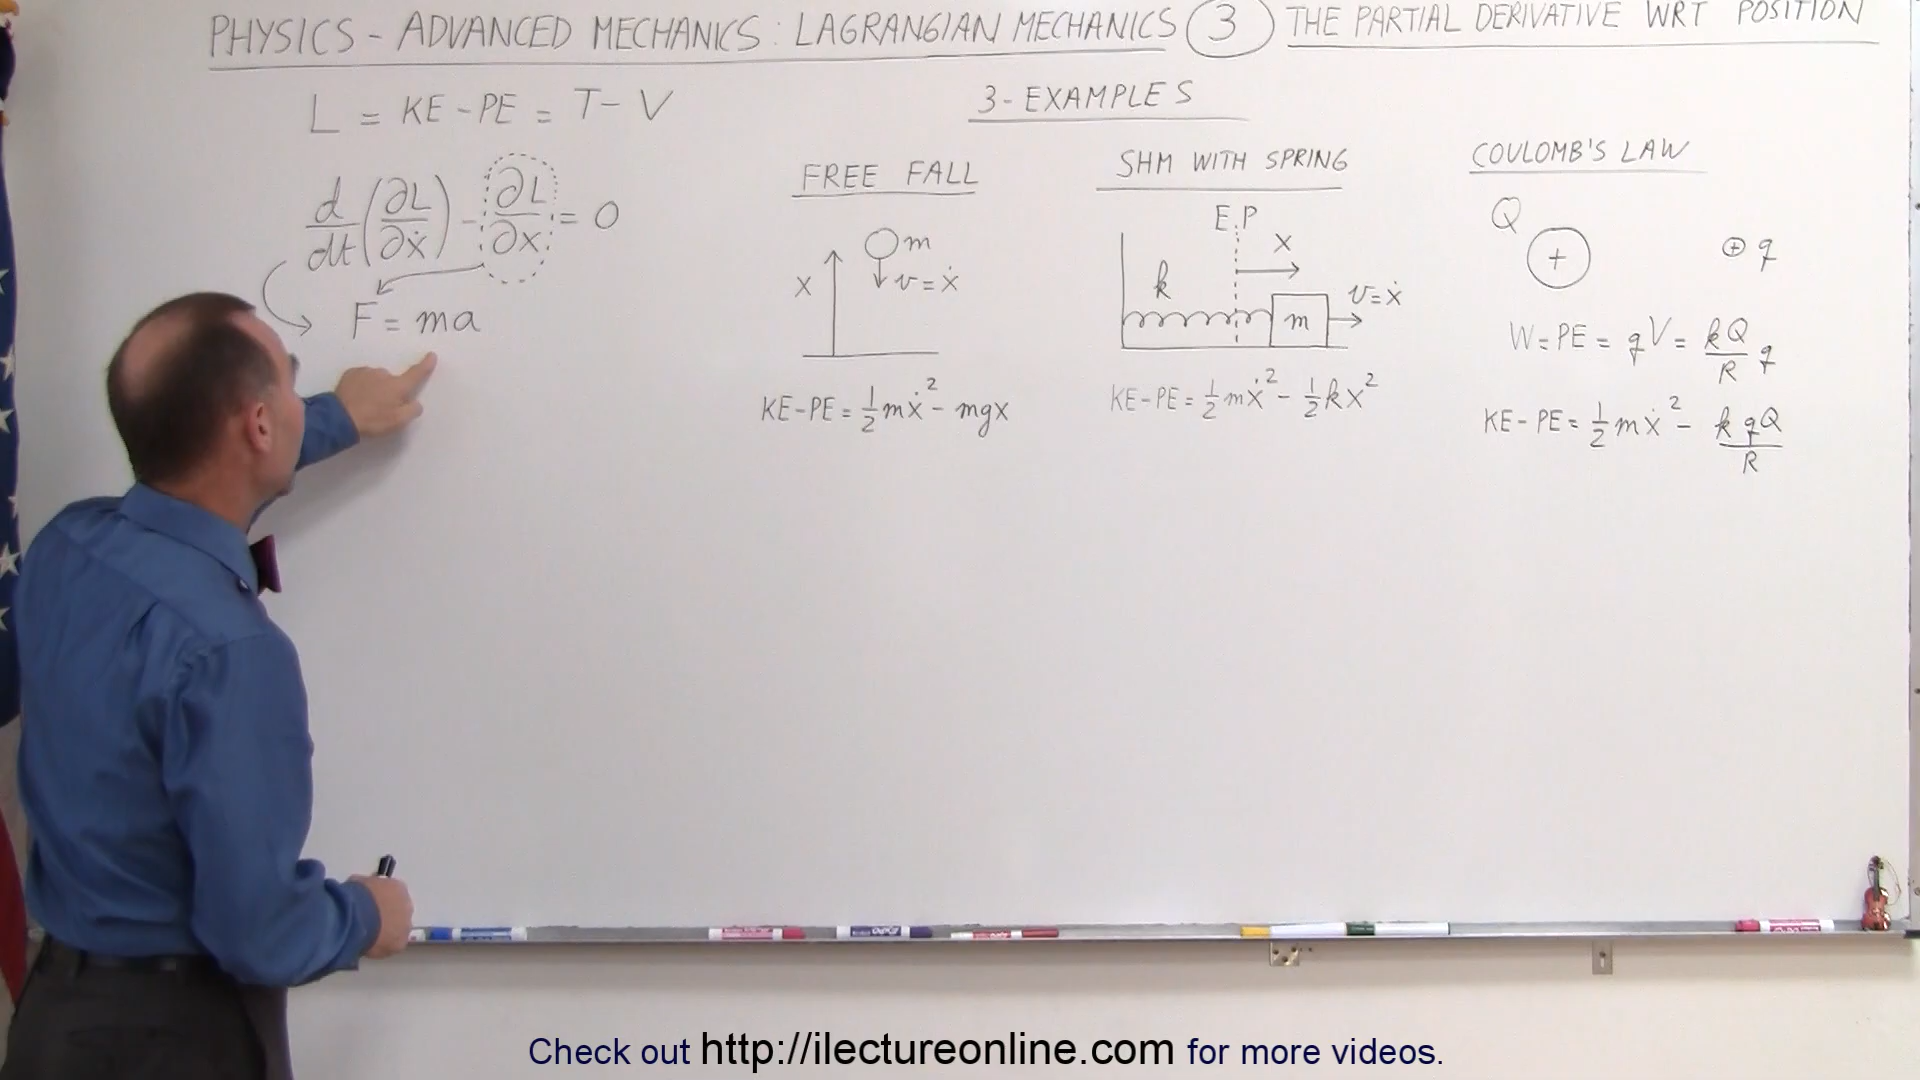 PHYSICS - ADVANCED MECHANICS: LAGRANGIAN MECHANICS 3 THE PARTIAL DERIVATIVE WRT POSITION
L = KE - PE = T - V
d/dt (∂L/∂ẋ) - ∂L/∂x = 0
F = ma
3 - EXAMPLES
FREE FALL
m
x
v = ẋ
KE - PE = 1/2 mẋ² - mgx
SHM WITH SPRING
E.P
x
k
v = ẋ
m
KE - PE = 1/2 mẋ² - 1/2 kx²
COULOMB'S LAW
Q
+
+ q
W = PE = qV = kQ/R q
KE - PE = 1/2 mẋ² - kqQ/R
Check out http://ilectureonline.com for more videos.